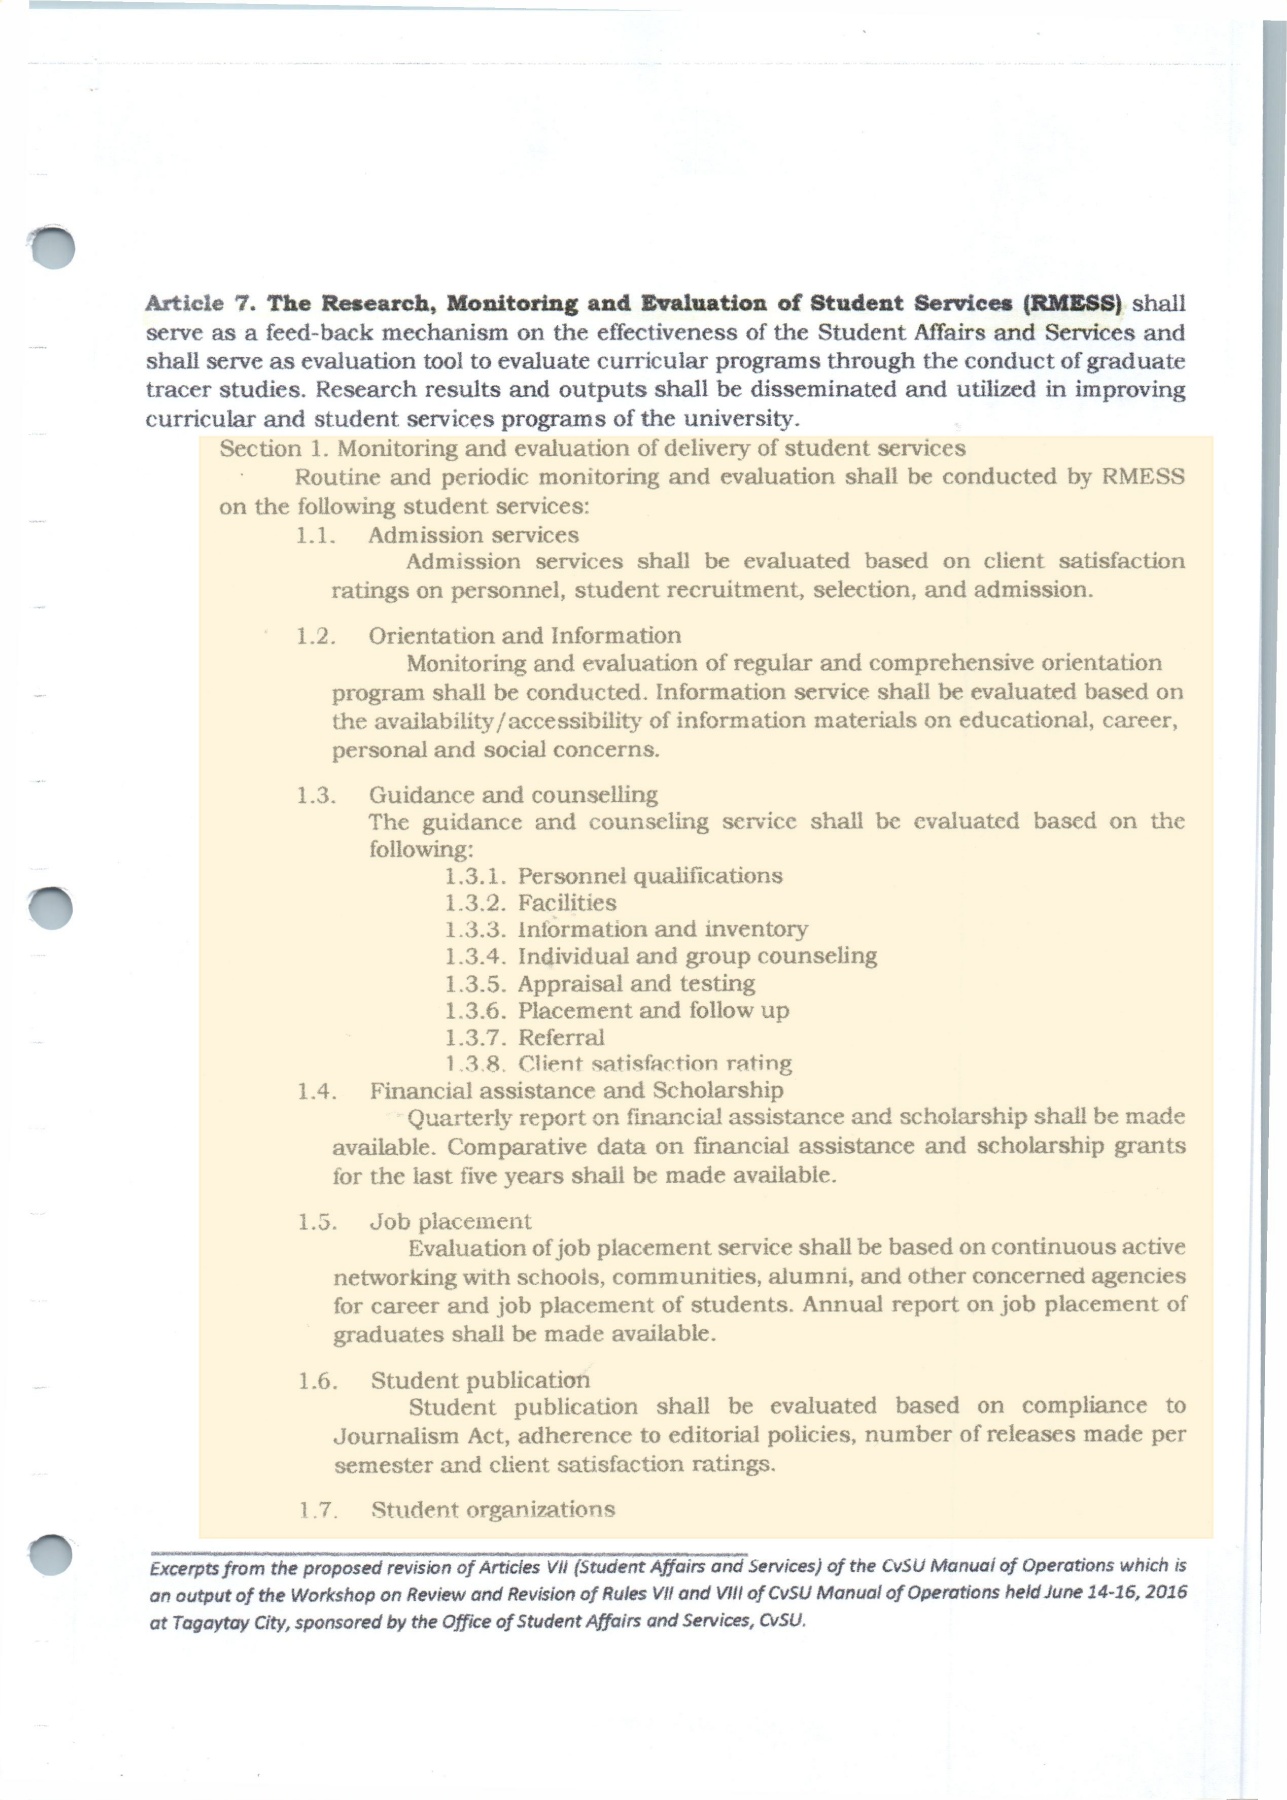 Article 7. The Research, Monitoring and Evaluation of Student Services (RMESS) shall
serve as a feed-back mechanism on the effectiveness of the Student Affairs and Services and
shall serve as evaluation tool to evaluate curricular programs through the conduct of graduate
tracer studies. Research results and outputs shall be disseminated and utilized in improving
curricular and student services programs of the university.
Section 1. Monitoring and evaluation of delivery of student services
Routine and periodic monitoring and evaluation shall be conducted by RMESS
on the following student services:
1.1. Admission services
Admission services shall be evaluated based on client satisfaction
ratings on personnel, student recruitment, selection, and admission.
1.2. Orientation and Information
Monitoring and evaluation of regular and comprehensive orientation
program shall be conducted. Information service shall be evaluated based on
the availability/accessibility of information materials on educational, career,
personal and social concerns.
1.3. Guidance and counselling
The guidance and counseling service shall be evaluated based on the
following:
1.3.1. Personnel qualifications
1.3.2. Facilities
1.3.3. Information and inventory
1.3.4. Individual and group counseling
1.3.5. Appraisal and testing
1.3.6. Placement and follow up
1.3.7. Referral
1.3.8. Client satisfaction rating
1.4. Financial assistance and Scholarship
Quarterly report on financial assistance and scholarship shall be made
available. Comparative data on financial assistance and scholarship grants
for the last five years shall be made available.
1.5. Job placement
Evaluation of job placement service shall be based on continuous active
networking with schools, communities, alumni, and other concerned agencies
for career and job placement of students. Annual report on job placement of
graduates shall be made available.
1.6. Student publication
Student publication shall be evaluated based on compliance to
Journalism Act, adherence to editorial policies, number of releases made per
semester and client satisfaction ratings.
1.7. Student organizations
Excerpts from the proposed revision of Articles VII (Student Affairs and Services) of the CvSU Manual of Operations which is
an output of the Workshop on Review and Revision of Rules VII and VIII of CvSU Manual of Operations held June 14-16, 2016
at Tagaytay City, sponsored by the Office of Student Affairs and Services, CvSU.